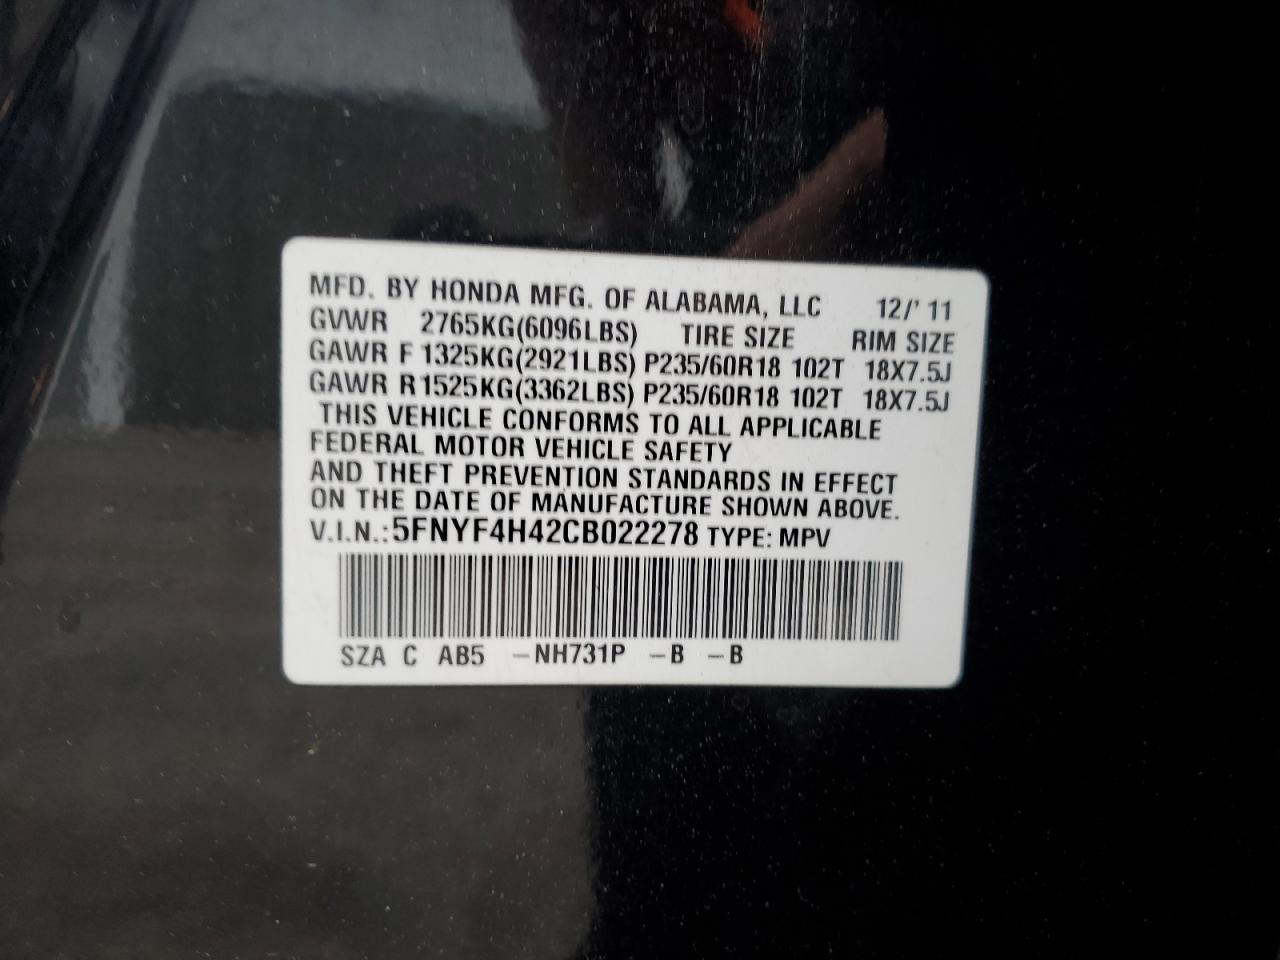 MFD. BY HONDA MFG. OF ALABAMA, LLC 12/' 11
GVWR 2765KG(6096LBS) TIRE SIZE RIM SIZE
GAWR F 1325KG(2921LBS) P235/60R18 102T 18X7.5J
GAWR R1525KG(3362LBS) P235/60R18 102T 18X7.5J
THIS VEHICLE CONFORMS TO ALL APPLICABLE
FEDERAL MOTOR VEHICLE SAFETY
AND THEFT PREVENTION STANDARDS IN EFFECT
ON THE DATE OF MANUFACTURE SHOWN ABOVE.
V.I.N.:5FNYF4H42CB022278 TYPE: MPV
SZA C AB5 -NH731P -B -B